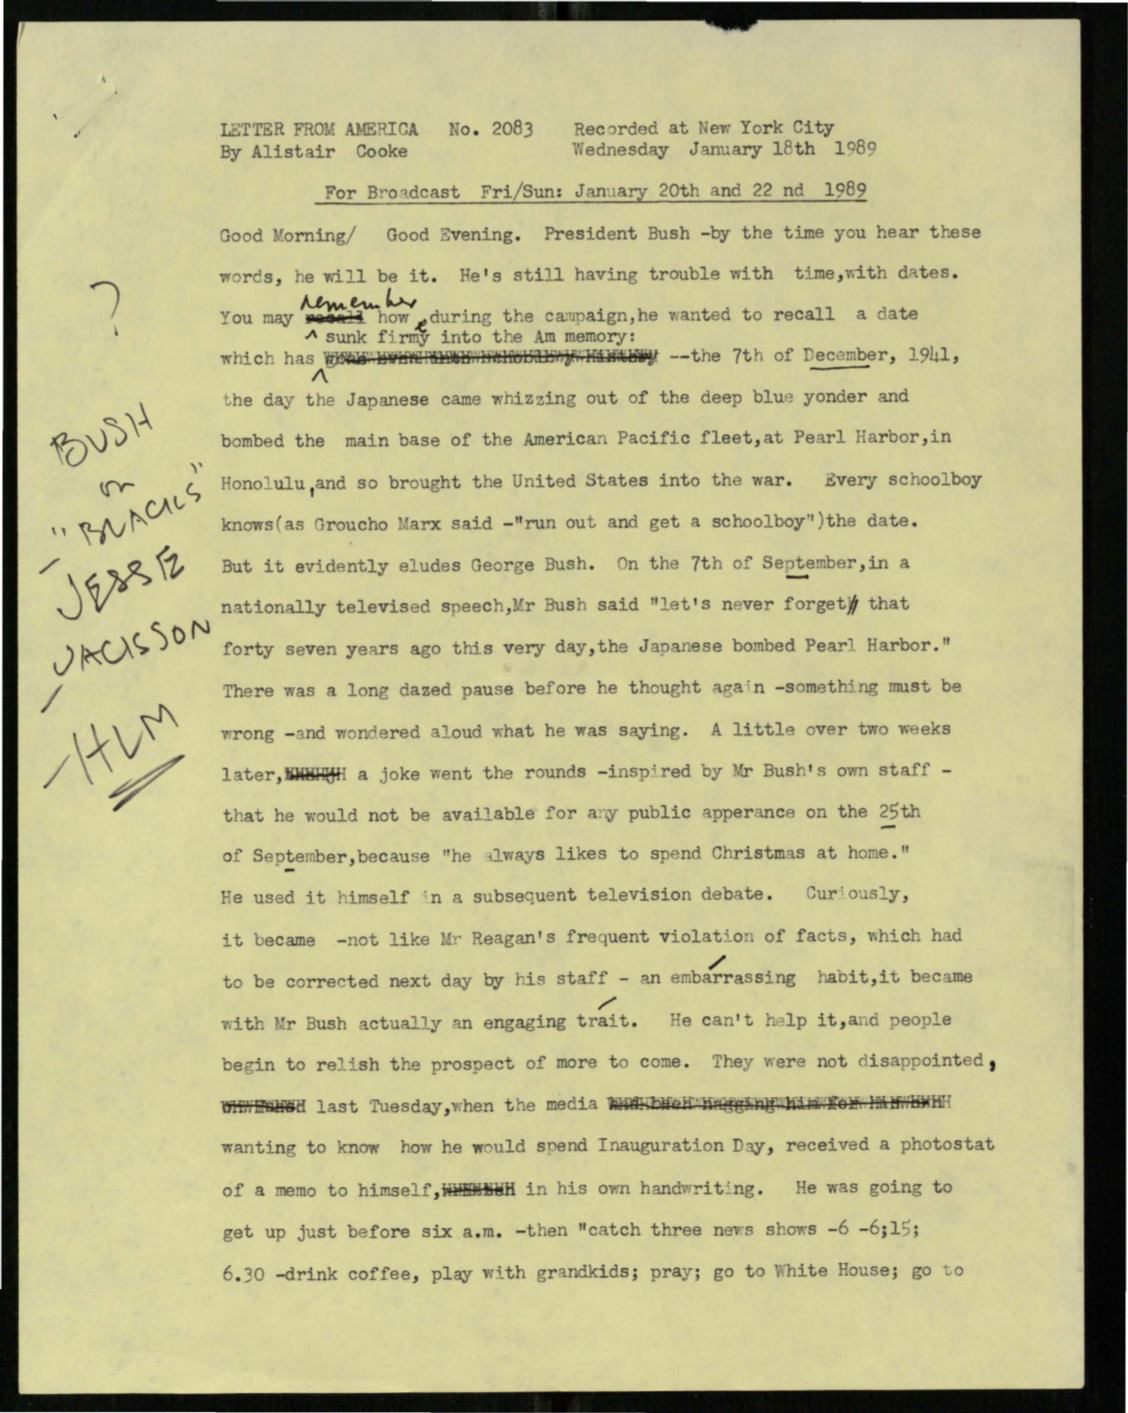 LETTER FROM AMERICA No. 2083 Recorded at New York City
By Alistair Cooke Wednesday January 18th 1989
For Broadcast Fri/Sun: January 20th and 22 nd 1989
Good Morning/ Good Evening. President Bush -by the time you hear these
words, he will be it. He's still having trouble with time,with dates.
remember
You may recall how ,during the campaign,he wanted to recall a date
sunk firmly into the Am memory:
which has --the 7th of December, 1941,
the day the Japanese came whizzing out of the deep blue yonder and
bombed the main base of the American Pacific fleet,at Pearl Harbor,in
Honolulu,and so brought the United States into the war. Every schoolboy
knows(as Groucho Marx said -"run out and get a schoolboy")the date.
But it evidently eludes George Bush. On the 7th of September,in a
nationally televised speech,Mr Bush said "let's never forget that
forty seven years ago this very day,the Japanese bombed Pearl Harbor."
There was a long dazed pause before he thought again -something must be
wrong -and wondered aloud what he was saying. A little over two weeks
later, a joke went the rounds -inspired by Mr Bush's own staff -
that he would not be available for any public apperance on the 25th
of September,because "he always likes to spend Christmas at home."
He used it himself in a subsequent television debate. Curiously,
it became -not like Mr Reagan's frequent violation of facts, which had
to be corrected next day by his staff - an embarrassing habit,it became
with Mr Bush actually an engaging trait. He can't help it,and people
begin to relish the prospect of more to come. They were not disappointed,
last Tuesday,when the media
wanting to know how he would spend Inauguration Day, received a photostat
of a memo to himself, in his own handwriting. He was going to
get up just before six a.m. -then "catch three news shows -6 -6;15;
6.30 -drink coffee, play with grandkids; pray; go to White House; go to
?
BUSH
on
"BLACKS"
- JESSE
JACKSON
-
-HLM